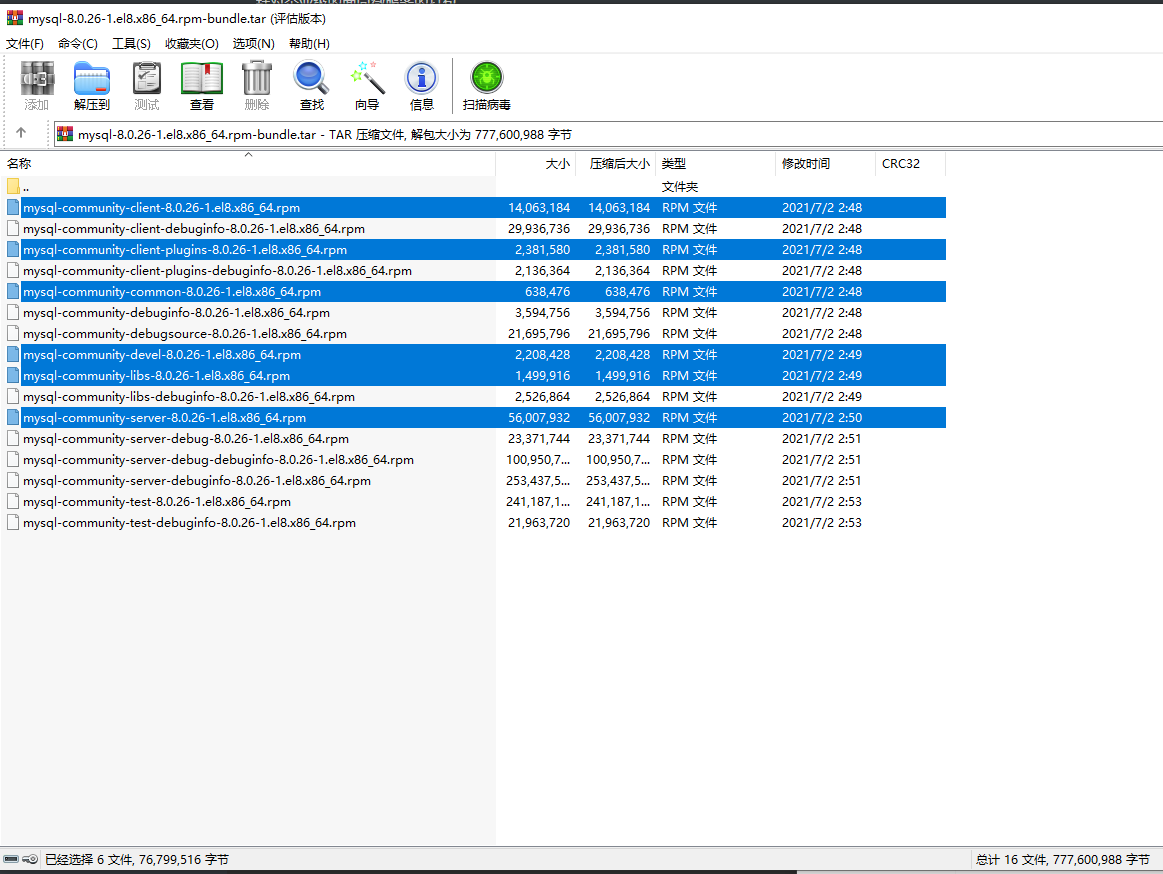 mysql-8.0.26-1.el8.x86_64.rpm-bundle.tar (评估版本)
文件(F) 命令(C) 工具(S) 收藏夹(O) 选项(N) 帮助(H)
添加 解压到 测试 查看 删除 查找 向导 信息 扫描病毒
mysql-8.0.26-1.el8.x86_64.rpm-bundle.tar - TAR 压缩文件, 解包大小为 777,600,988 字节
名称 大小 压缩后大小 类型 修改时间 CRC32
.. 文件夹
mysql-community-client-8.0.26-1.el8.x86_64.rpm 14,063,184 14,063,184 RPM 文件 2021/7/2 2:48
mysql-community-client-debuginfo-8.0.26-1.el8.x86_64.rpm 29,936,736 29,936,736 RPM 文件 2021/7/2 2:48
mysql-community-client-plugins-8.0.26-1.el8.x86_64.rpm 2,381,580 2,381,580 RPM 文件 2021/7/2 2:48
mysql-community-client-plugins-debuginfo-8.0.26-1.el8.x86_64.rpm 2,136,364 2,136,364 RPM 文件 2021/7/2 2:48
mysql-community-common-8.0.26-1.el8.x86_64.rpm 638,476 638,476 RPM 文件 2021/7/2 2:48
mysql-community-debuginfo-8.0.26-1.el8.x86_64.rpm 3,594,756 3,594,756 RPM 文件 2021/7/2 2:48
mysql-community-debugsource-8.0.26-1.el8.x86_64.rpm 21,695,796 21,695,796 RPM 文件 2021/7/2 2:48
mysql-community-devel-8.0.26-1.el8.x86_64.rpm 2,208,428 2,208,428 RPM 文件 2021/7/2 2:49
mysql-community-libs-8.0.26-1.el8.x86_64.rpm 1,499,916 1,499,916 RPM 文件 2021/7/2 2:49
mysql-community-libs-debuginfo-8.0.26-1.el8.x86_64.rpm 2,526,864 2,526,864 RPM 文件 2021/7/2 2:49
mysql-community-server-8.0.26-1.el8.x86_64.rpm 56,007,932 56,007,932 RPM 文件 2021/7/2 2:50
mysql-community-server-debug-8.0.26-1.el8.x86_64.rpm 23,371,744 23,371,744 RPM 文件 2021/7/2 2:51
mysql-community-server-debug-debuginfo-8.0.26-1.el8.x86_64.rpm 100,950,7... 100,950,7... RPM 文件 2021/7/2 2:51
mysql-community-server-debuginfo-8.0.26-1.el8.x86_64.rpm 253,437,5... 253,437,5... RPM 文件 2021/7/2 2:51
mysql-community-test-8.0.26-1.el8.x86_64.rpm 241,187,1... 241,187,1... RPM 文件 2021/7/2 2:53
mysql-community-test-debuginfo-8.0.26-1.el8.x86_64.rpm 21,963,720 21,963,720 RPM 文件 2021/7/2 2:53
已经选择 6 文件, 76,799,516 字节 总计 16 文件, 777,600,988 字节